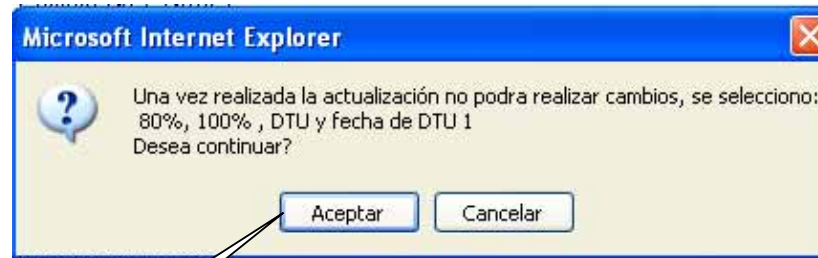 Microsoft Internet Explorer
Una vez realizada la actualización no podra realizar cambios, se selecciono:
80%, 100% , DTU y fecha de DTU 1
Desea continuar?
Aceptar Cancelar